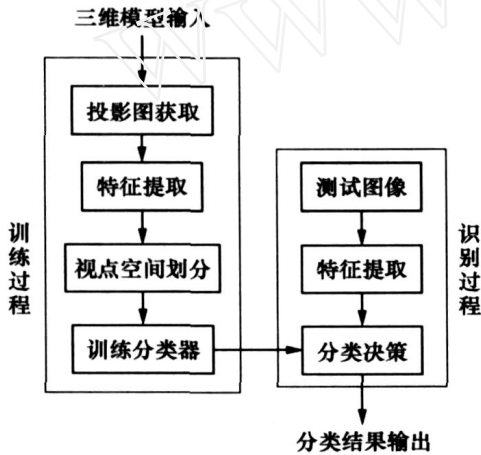 三维模型输入
投影图获取
特征提取
视点空间划分
训练分类器
训练过程
测试图像
特征提取
分类决策
识别过程
分类结果输出